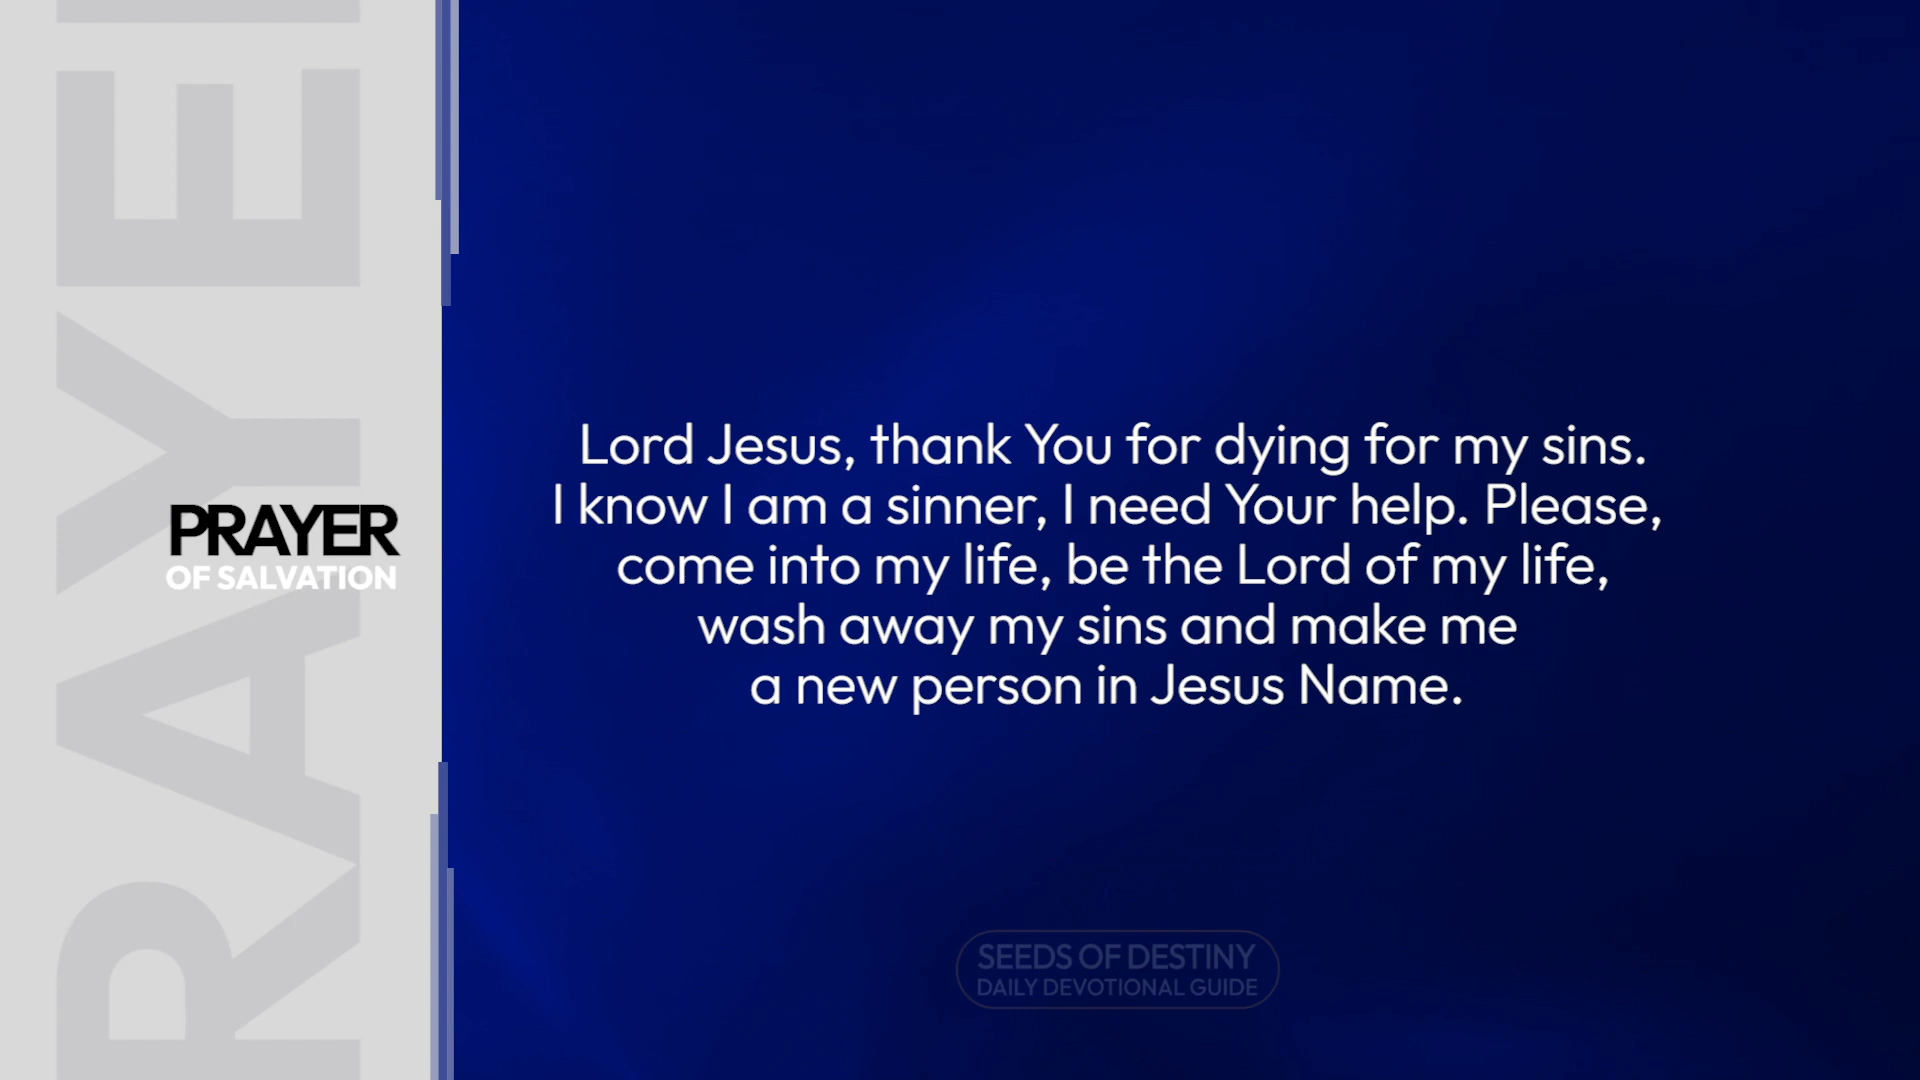 PRAYER
PRAYER
OF SALVATION
Lord Jesus, thank You for dying for my sins.
I know I am a sinner, I need Your help. Please,
come into my life, be the Lord of my life,
wash away my sins and make me
a new person in Jesus Name.
SEEDS OF DESTINY
DAILY DEVOTIONAL GUIDE